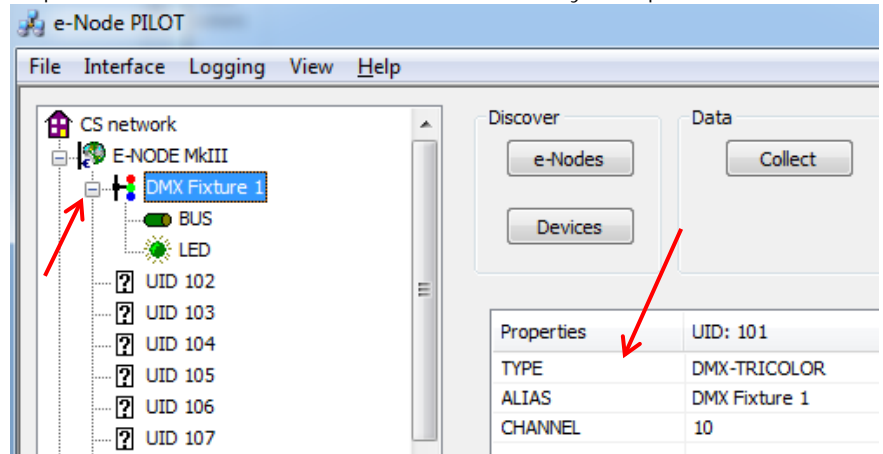 e-Node PILOT
File Interface Logging View Help
CS network
E-NODE MkIII
DMX Fixture 1
BUS
LED
? UID 102
? UID 103
? UID 104
? UID 105
? UID 106
? UID 107
Discover
e-Nodes
Devices
Data
Collect
Properties UID: 101
TYPE DMX-TRICOLOR
ALIAS DMX Fixture 1
CHANNEL 10